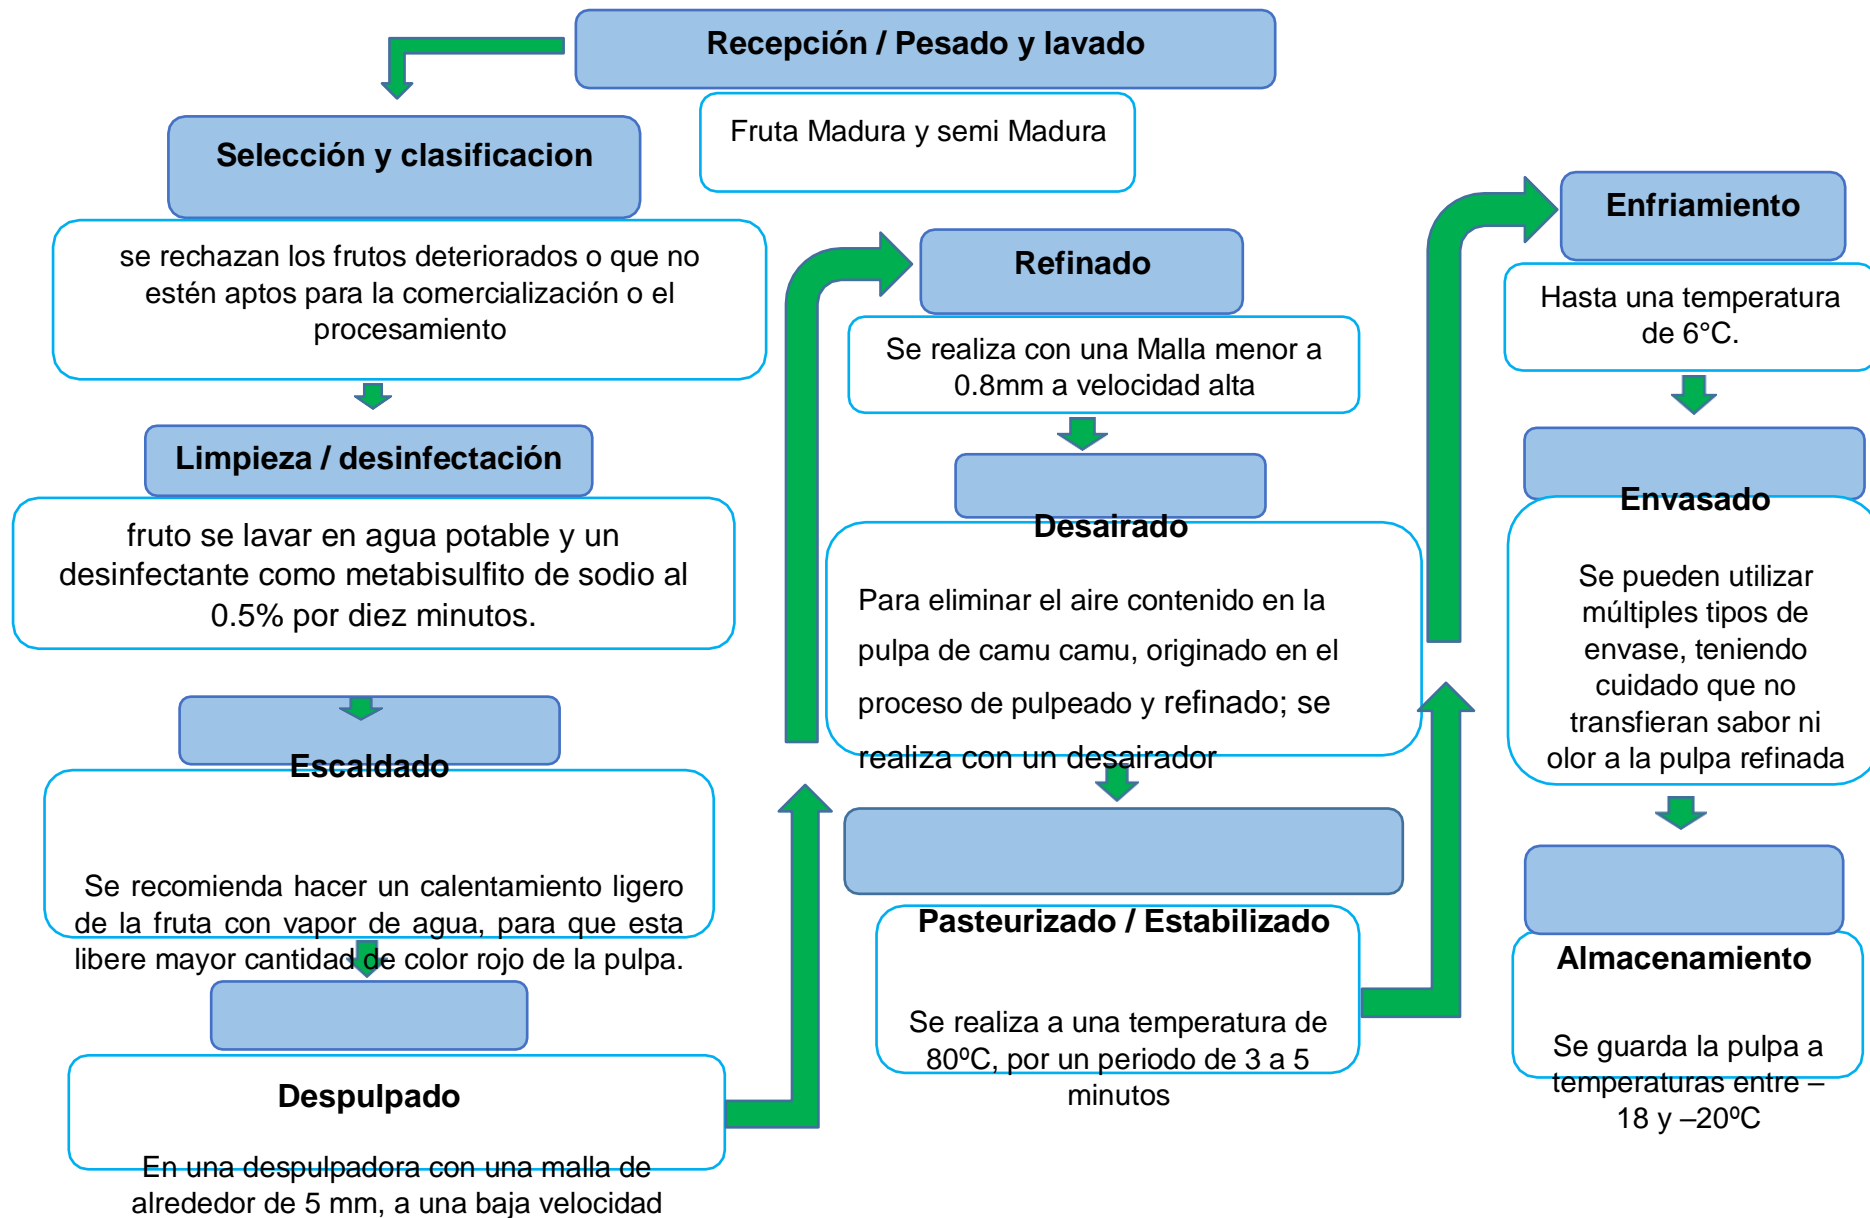 Recepción / Pesado y lavado
Fruta Madura y semi Madura
Selección y clasificacion
se rechazan los frutos deteriorados o que no
estén aptos para la comercialización o el
procesamiento
Limpieza / desinfectación
fruto se lavar en agua potable y un
desinfectante como metabisulfito de sodio al
0.5% por diez minutos.
Escaldado
Se recomienda hacer un calentamiento ligero
de la fruta con vapor de agua, para que esta
libere mayor cantidad de color rojo de la pulpa.
Despulpado
En una despulpadora con una malla de
alrededor de 5 mm, a una baja velocidad
Refinado
Se realiza con una Malla menor a
0.8mm a velocidad alta
Desairado
Para eliminar el aire contenido en la
pulpa de camu camu, originado en el
proceso de pulpeado y refinado; se
realiza con un desairador
Pasteurizado / Estabilizado
Se realiza a una temperatura de
80ºC, por un periodo de 3 a 5
minutos
Enfriamiento
Hasta una temperatura
de 6°C.
Envasado
Se pueden utilizar
múltiples tipos de
envase, teniendo
cuidado que no
transfieran sabor ni
olor a la pulpa refinada
Almacenamiento
Se guarda la pulpa a
temperaturas entre –
18 y –20ºC